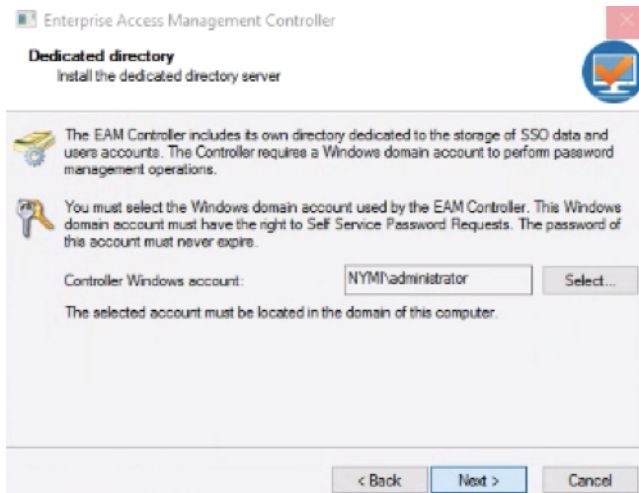 Enterprise Access Management Controller
Dedicated directory
Install the dedicated directory server
The EAM Controller includes its own directory dedicated to the storage of SSO data and
users accounts. The Controller requires a Windows domain account to perform password
management operations.
You must select the Windows domain account used by the EAM Controller. This Windows
domain account must have the right to Self Service Password Requests. The password of
this account must never expire.
Controller Windows account: NYMI\administrator Select...
The selected account must be located in the domain of this computer.
< Back Next > Cancel